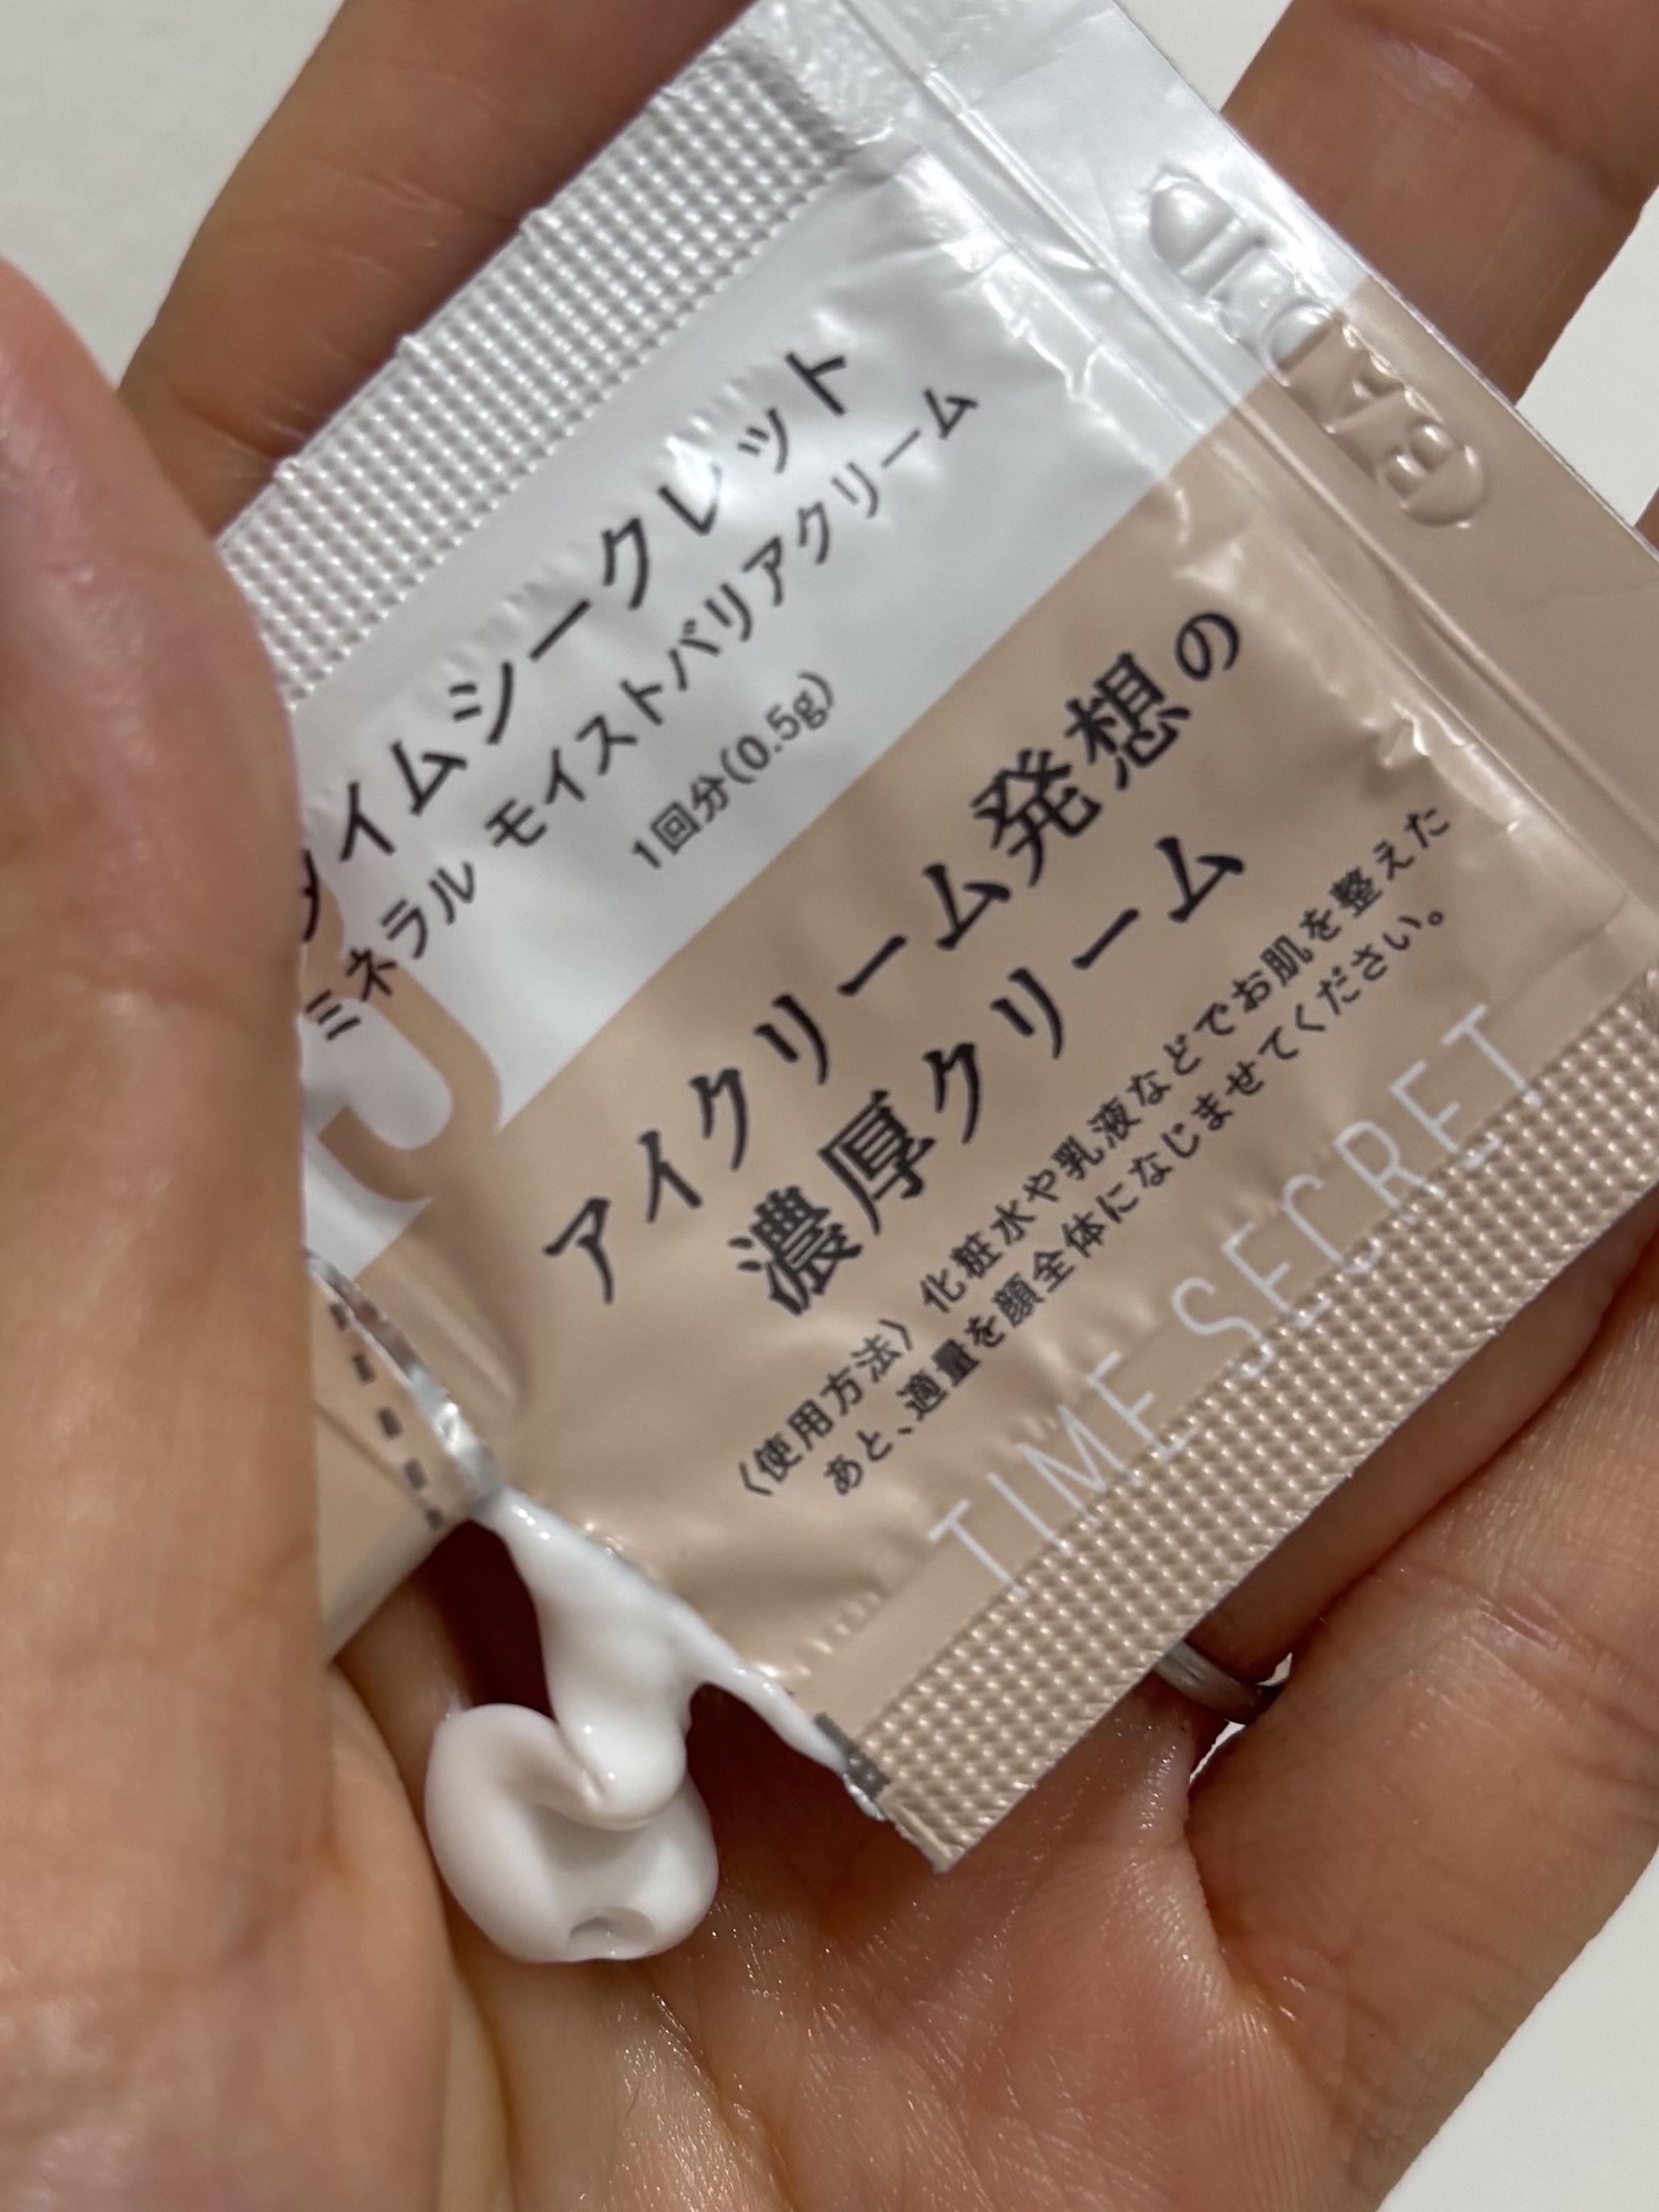 タイムシークレット
ミネラル モイストバリアクリーム
1回分(0.5g)
アイクリーム発想の
濃厚クリーム
〈使用方法〉化粧水や乳液などでお肌を整えた
あと、適量を顔全体になじませてください。
TIME SECRET